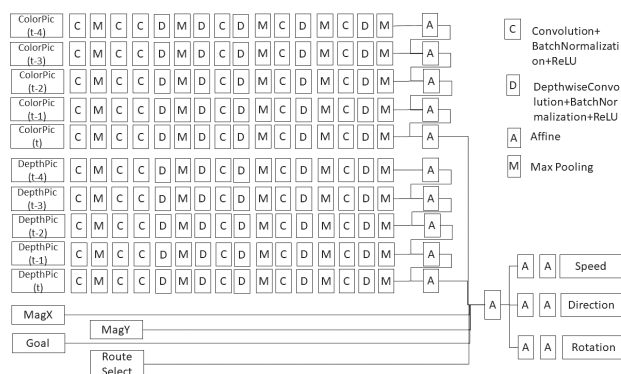 ColorPic
(t-4)
C M C C D M D C D M C D M C D M A
ColorPic
(t-3)
C M C C D M D C D M C D M C D M A
ColorPic
(t-2)
C M C C D M D C D M C D M C D M A
ColorPic
(t-1)
C M C C D M D C D M C D M C D M A
ColorPic
(t)
C M C C D M D C D M C D M C D M A
DepthPic
(t-4)
C M C C D M D C D M C D M C D M A
DepthPic
(t-3)
C M C C D M D C D M C D M C D M A
DepthPic
(t-2)
C M C C D M D C D M C D M C D M A
DepthPic
(t-1)
C M C C D M D C D M C D M C D M A
DepthPic
(t)
C M C C D M D C D M C D M C D M A
MagX
MagY
Goal
Route
Select
A
A A Speed
A A Direction
A A Rotation
C Convolution+
BatchNormalizati
on+ReLU
D DepthwiseConvo
lution+BatchNor
malization+ReLU
A Affine
M Max Pooling